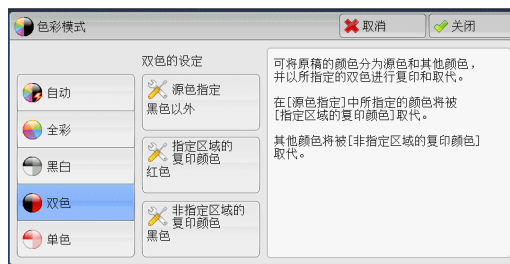 色彩模式
取消
关闭
自动
全彩
黑白
双色
单色
双色的设定
源色指定
黑色以外
指定区域的
复印颜色
红色
非指定区域的
复印颜色
黑色
可将原稿的颜色分为源色和其他颜色，
并以所指定的双色进行复印和取代。
在[源色指定]中所指定的颜色将被
[指定区域的复印颜色]取代。
其他颜色将被[非指定区域的复印颜色]
取代。